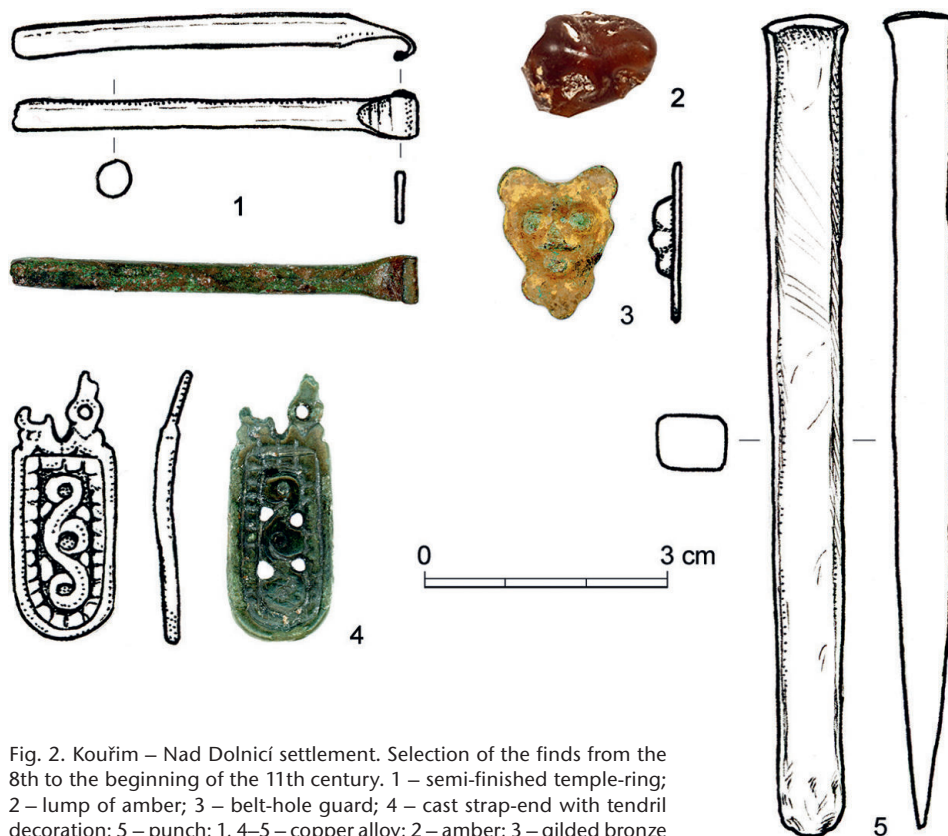 1
2
3
4
0 3 cm
5
Fig. 2. Kouřim – Nad Dolnicí settlement. Selection of the finds from the
8th to the beginning of the 11th century. 1 – semi-finished temple-ring;
2 – lump of amber; 3 – belt-hole guard; 4 – cast strap-end with tendril
decoration; 5 – punch; 1, 4–5 – copper alloy; 2 – amber; 3 – gilded bronze